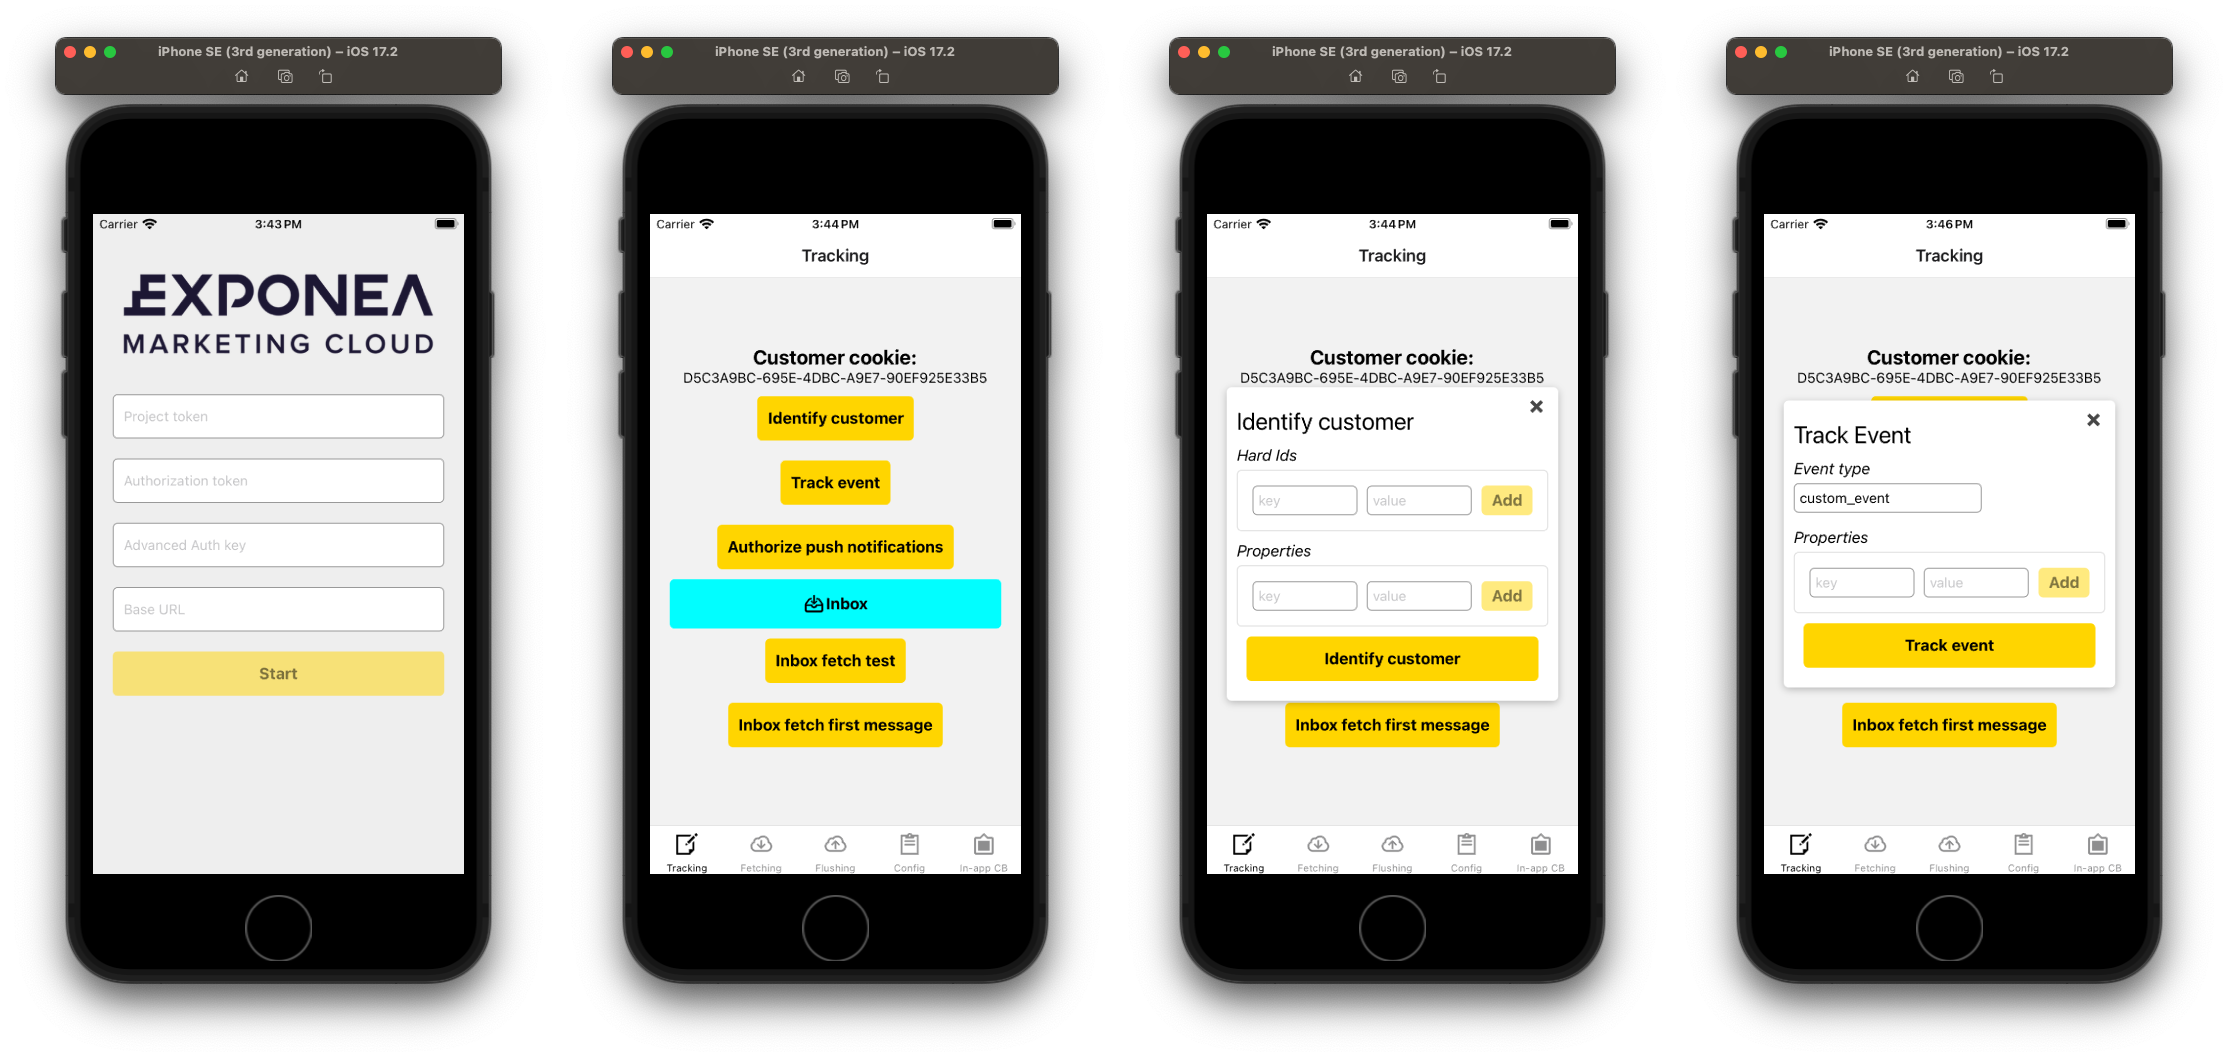 iPhone SE (3rd generation) – iOS 17.2
Carrier
3:43 PM
EXPONEA
MARKETING CLOUD
Project token
Authorization token
Advanced Auth key
Base URL
Start
iPhone SE (3rd generation) – iOS 17.2
Carrier
3:44 PM
Tracking
Customer cookie:
D5C3A9BC-695E-4DBC-A9E7-90EF925E33B5
Identify customer
Track event
Authorize push notifications
Inbox
Inbox fetch test
Inbox fetch first message
Tracking
Fetching
Flushing
Config
In-app CB
iPhone SE (3rd generation) – iOS 17.2
Carrier
3:44 PM
Tracking
Customer cookie:
D5C3A9BC-695E-4DBC-A9E7-90EF925E33B5
Identify customer
Hard Ids
key value Add
Properties
key value Add
Identify customer
Inbox fetch first message
Tracking
Fetching
Flushing
Config
In-app CB
iPhone SE (3rd generation) – iOS 17.2
Carrier
3:46 PM
Tracking
Customer cookie:
D5C3A9BC-695E-4DBC-A9E7-90EF925E33B5
Track Event
Event type
custom_event
Properties
key value Add
Track event
Inbox fetch first message
Tracking
Fetching
Flushing
Config
In-app CB